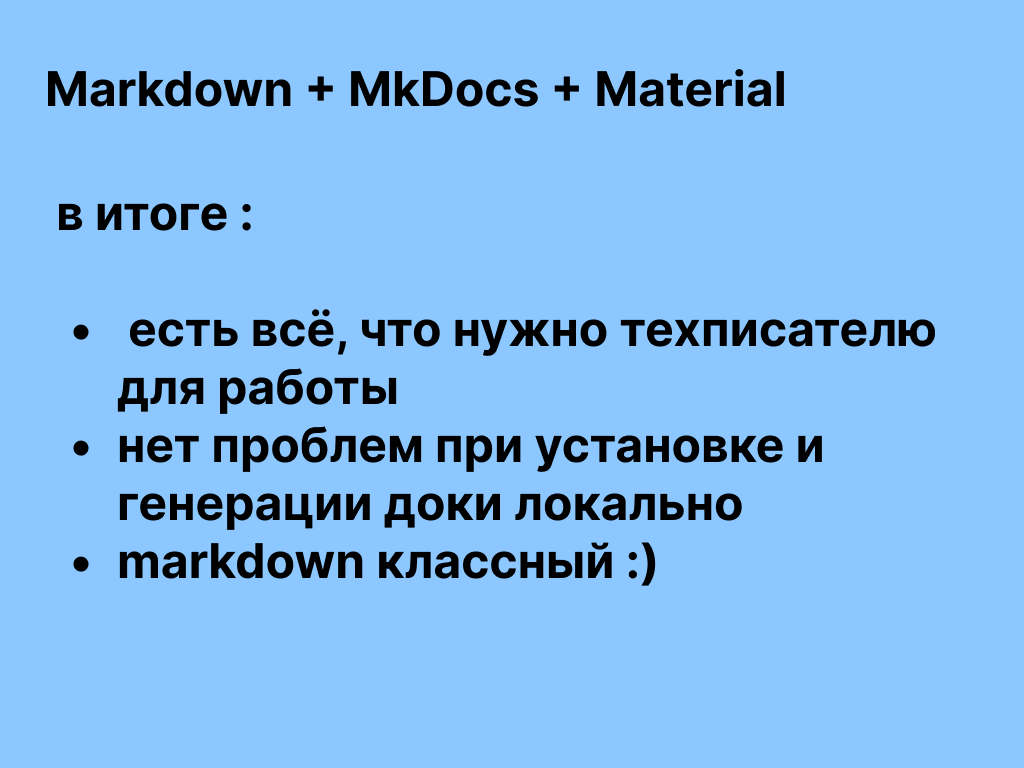 Markdown + MkDocs + Material
в итоге :
• есть всё, что нужно техписателю
для работы
• нет проблем при установке и
генерации доки локально
• markdown классный :)